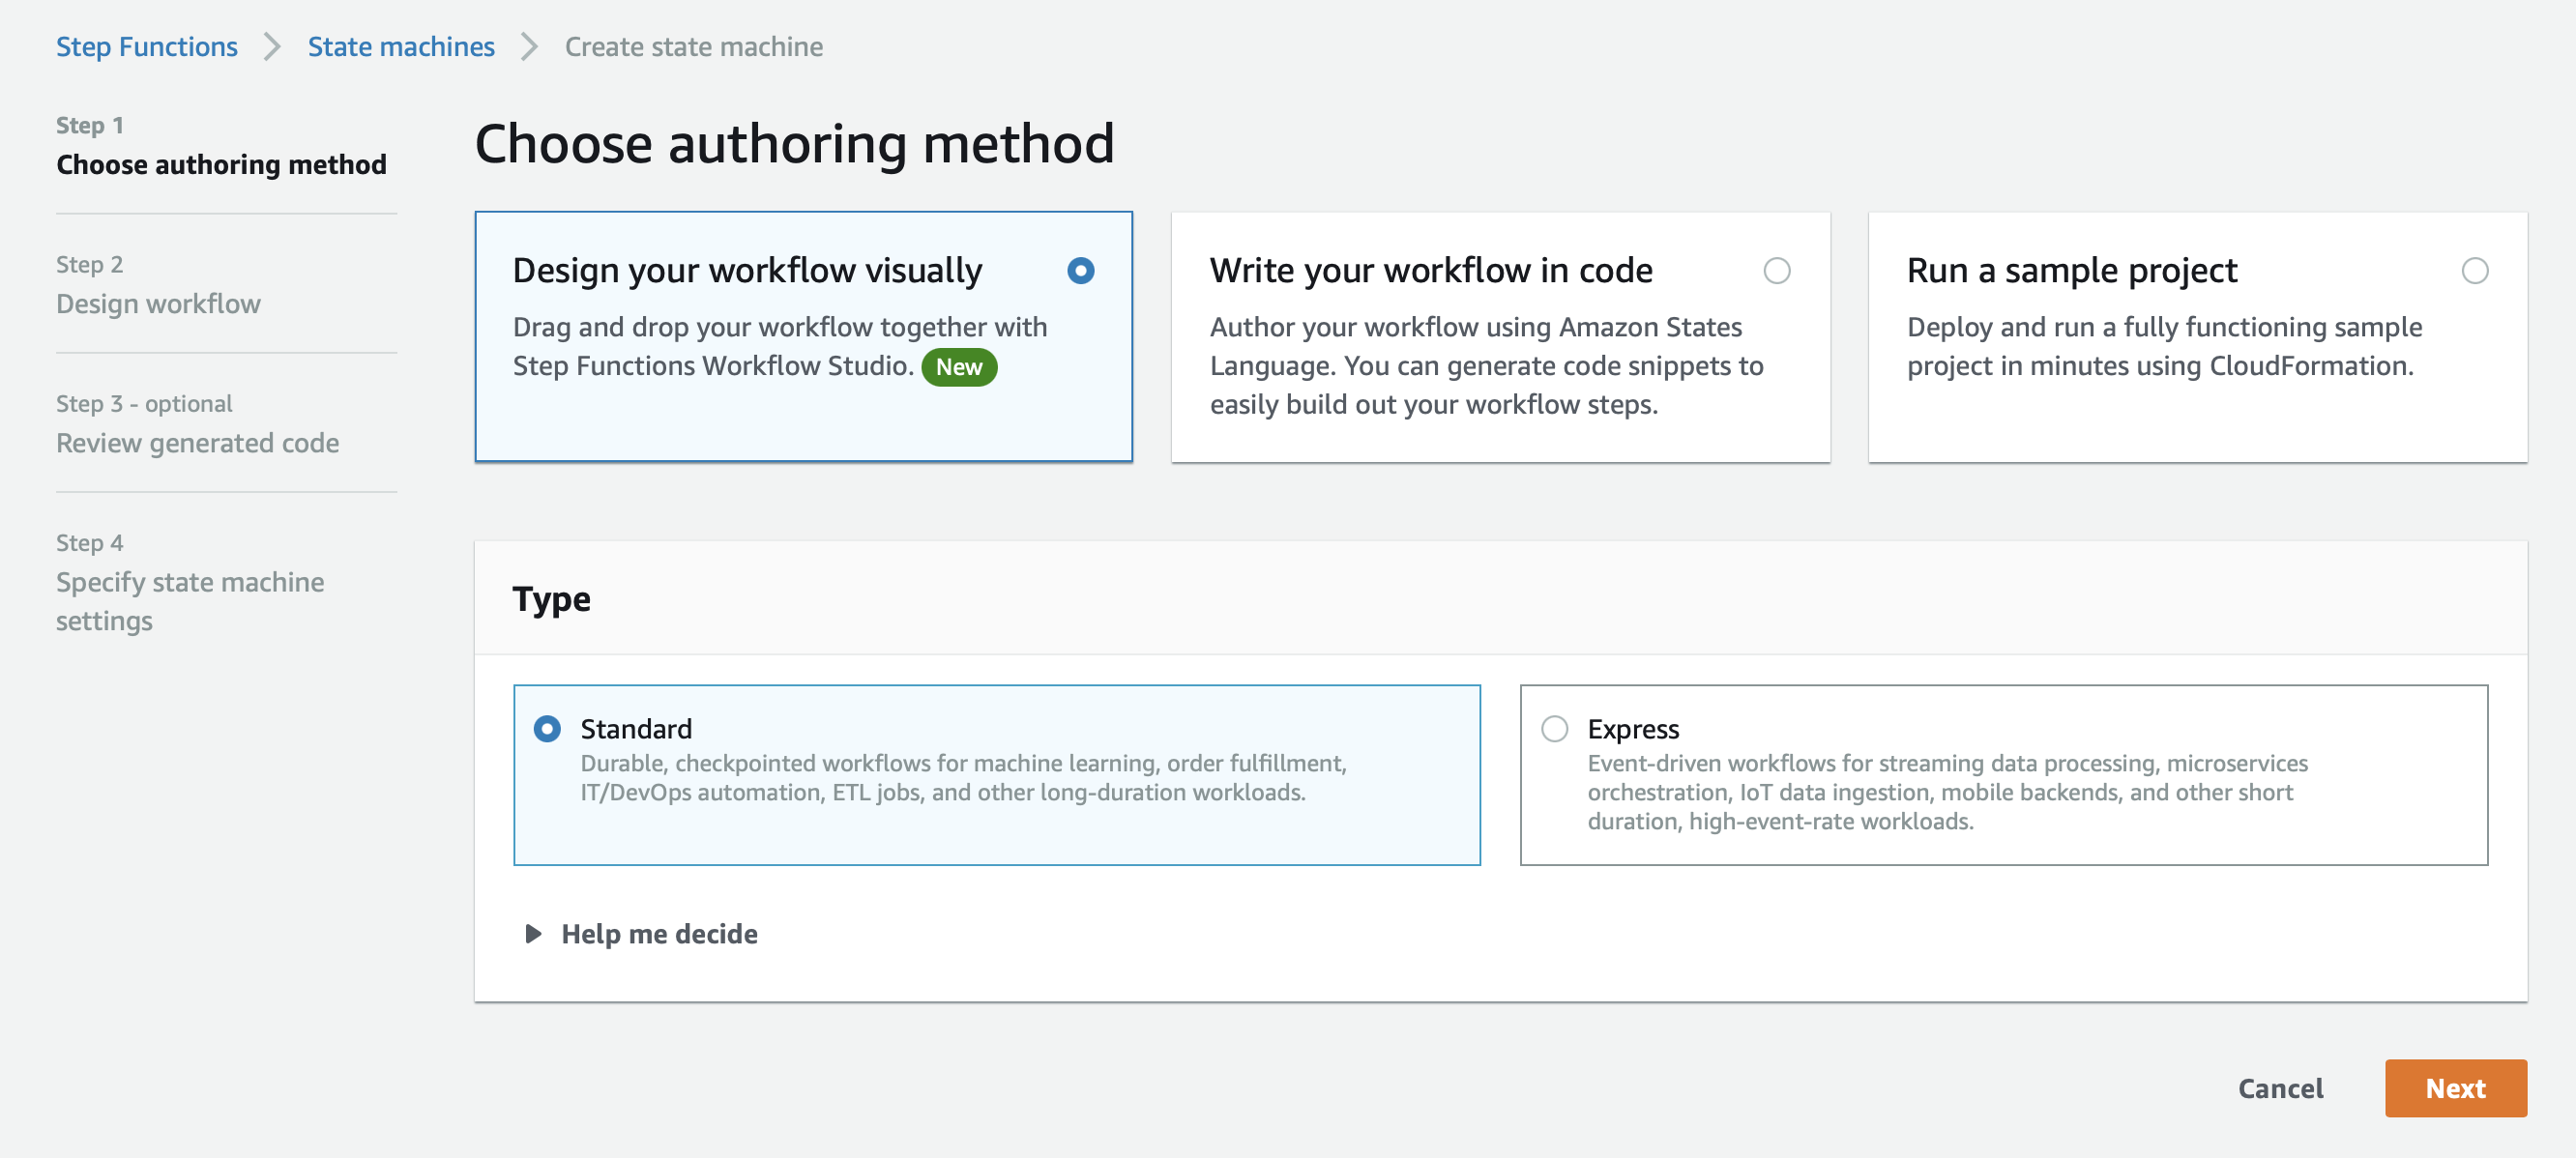 Step Functions
State machines
Create state machine
Step 1
Choose authoring method
Step 2
Design workflow
Step 3 - optional
Review generated code
Step 4
Specify state machine
settings
Choose authoring method
Design your workflow visually
Drag and drop your workflow together with
Step Functions Workflow Studio. New
Write your workflow in code
Author your workflow using Amazon States
Language. You can generate code snippets to
easily build out your workflow steps.
Run a sample project
Deploy and run a fully functioning sample
project in minutes using CloudFormation.
Type
Standard
Durable, checkpointed workflows for machine learning, order fulfillment,
IT/DevOps automation, ETL jobs, and other long-duration workloads.
Express
Event-driven workflows for streaming data processing, microservices
orchestration, IoT data ingestion, mobile backends, and other short
duration, high-event-rate workloads.
Help me decide
Cancel
Next